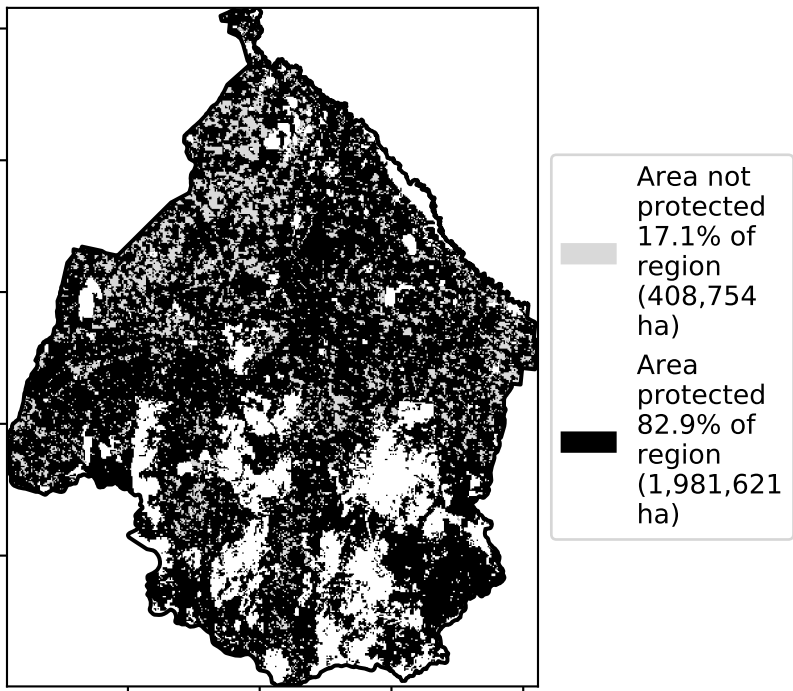 Area not
protected
17.1% of
region
(408,754
ha)
Area
protected
82.9% of
region
(1,981,621
ha)